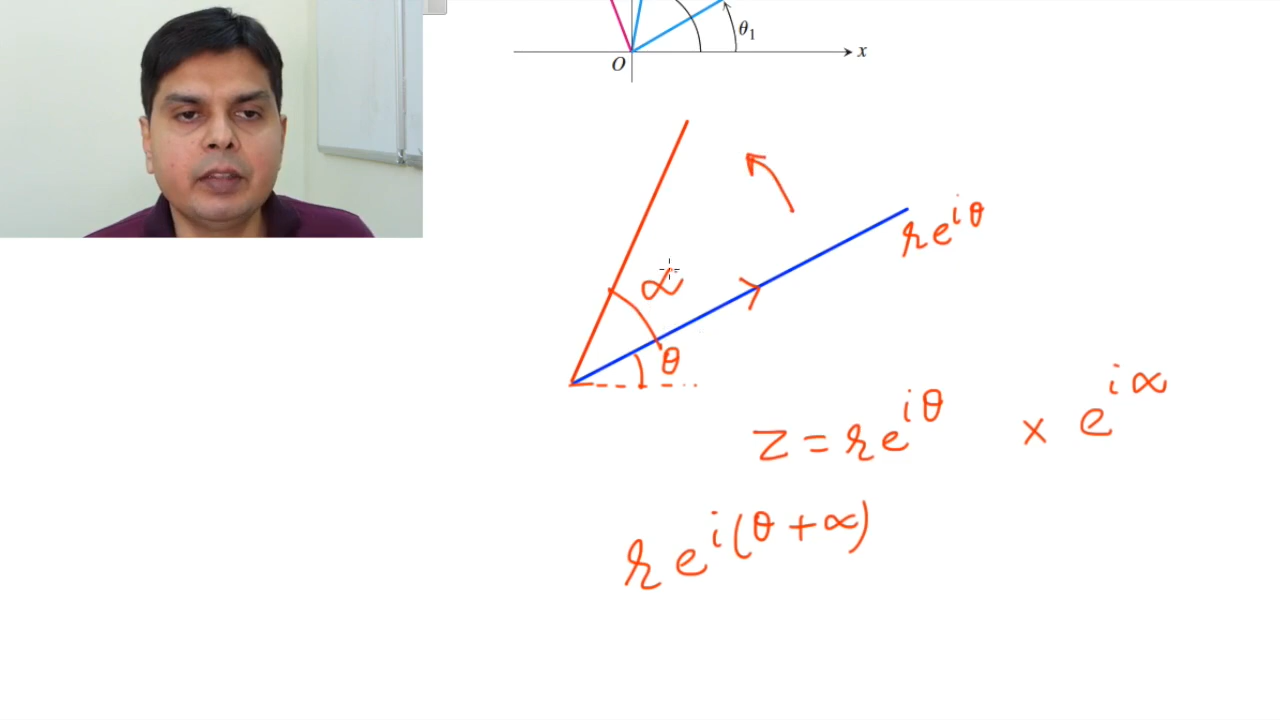 θ₁
x
O
re^{iθ}
α
θ
z = re^{iθ} × e^{iα}
re^{i(θ+α)}